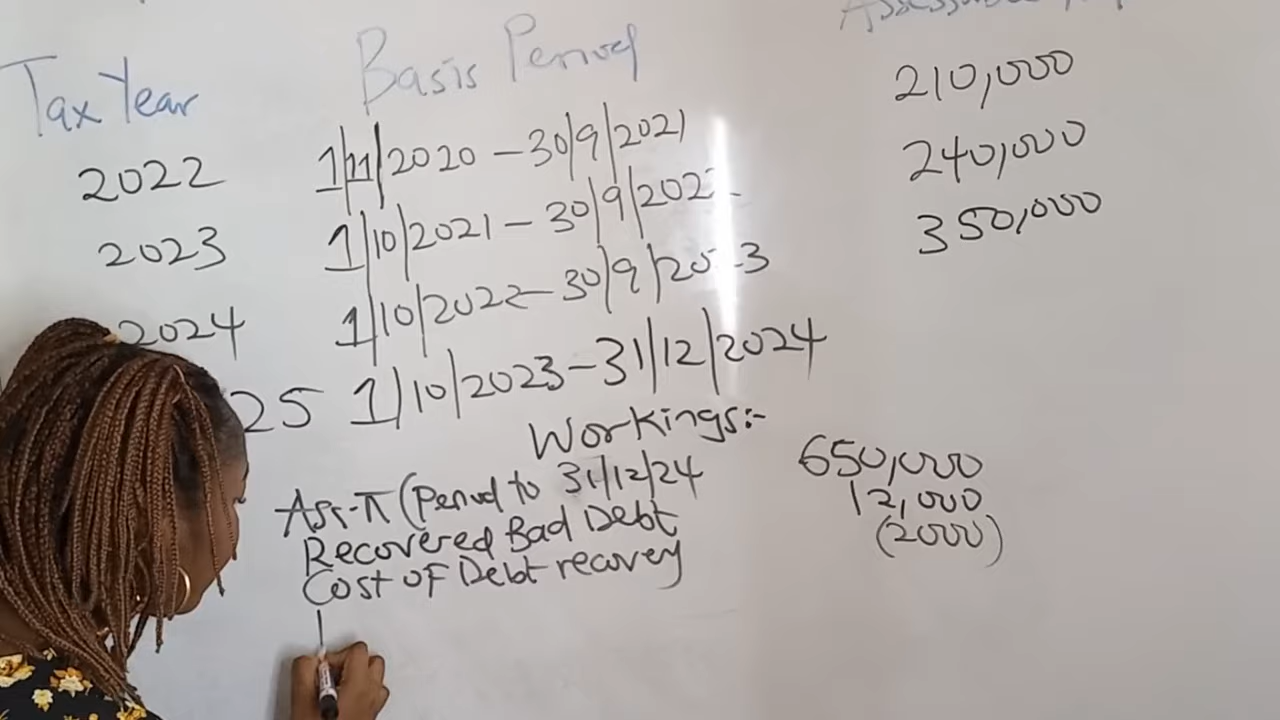 Tax Year Basis Period
2022 1/11/2020 – 30/9/2021 210,000
2023 1/10/2021 – 30/9/2022 240,000
2024 1/10/2022 – 30/9/2023 350,000
25 1/10/2023 – 31/12/2024
Workings:-
Ass-π (Period to 31/12/24 650,000
Recovered Bad Debt 12,000
Cost of Debt recovery (2000)